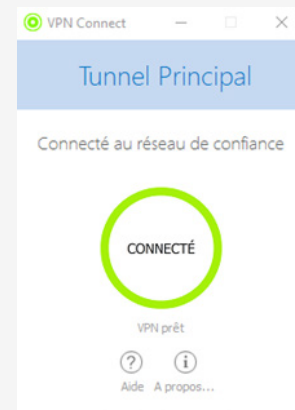 VPN Connect
Tunnel Principal
Connecté au réseau de confiance
CONNECTÉ
VPN prêt
Aide A propos...